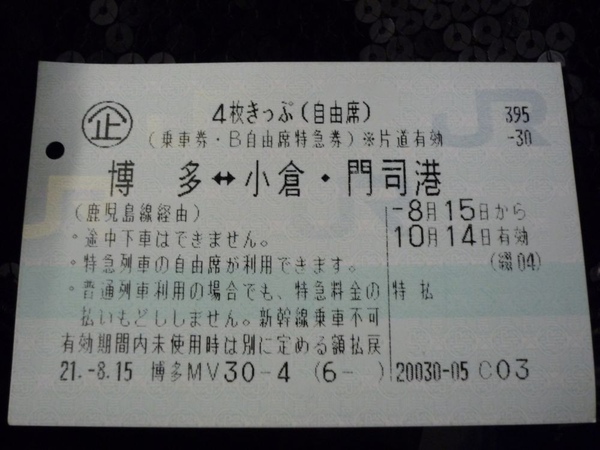 企 4枚きっぷ(自由席) 395
(乗車券・B自由席特急券)※片道有効 -30
博多↔小倉・門司港
(鹿児島線経由) -8月15日から
・途中下車はできません。 10月14日有効
・特急列車の自由席が利用できます。 (綴04)
・普通列車利用の場合でも、特急料金の 特払
払いもどししません。新幹線乗車不可
有効期間内未使用時は別に定める額払戻
21.-8.15 博多MV30-4 (6- ) 20030-05 C03
JR